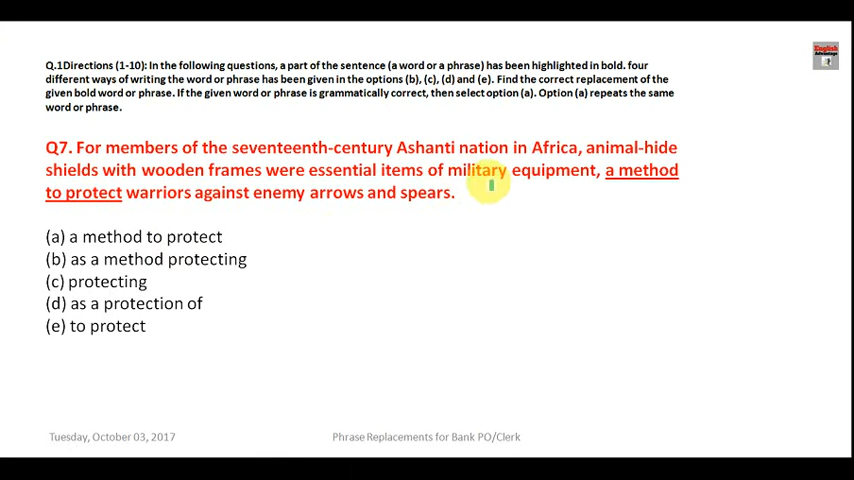 English
Advantage
Q.1Directions (1-10): In the following questions, a part of the sentence (a word or a phrase) has been highlighted in bold. four
different ways of writing the word or phrase has been given in the options (b), (c), (d) and (e). Find the correct replacement of the
given bold word or phrase. If the given word or phrase is grammatically correct, then select option (a). Option (a) repeats the same
word or phrase.
Q7. For members of the seventeenth-century Ashanti nation in Africa, animal-hide
shields with wooden frames were essential items of military equipment, a method
to protect warriors against enemy arrows and spears.
(a) a method to protect
(b) as a method protecting
(c) protecting
(d) as a protection of
(e) to protect
Tuesday, October 03, 2017
Phrase Replacements for Bank PO/Clerk